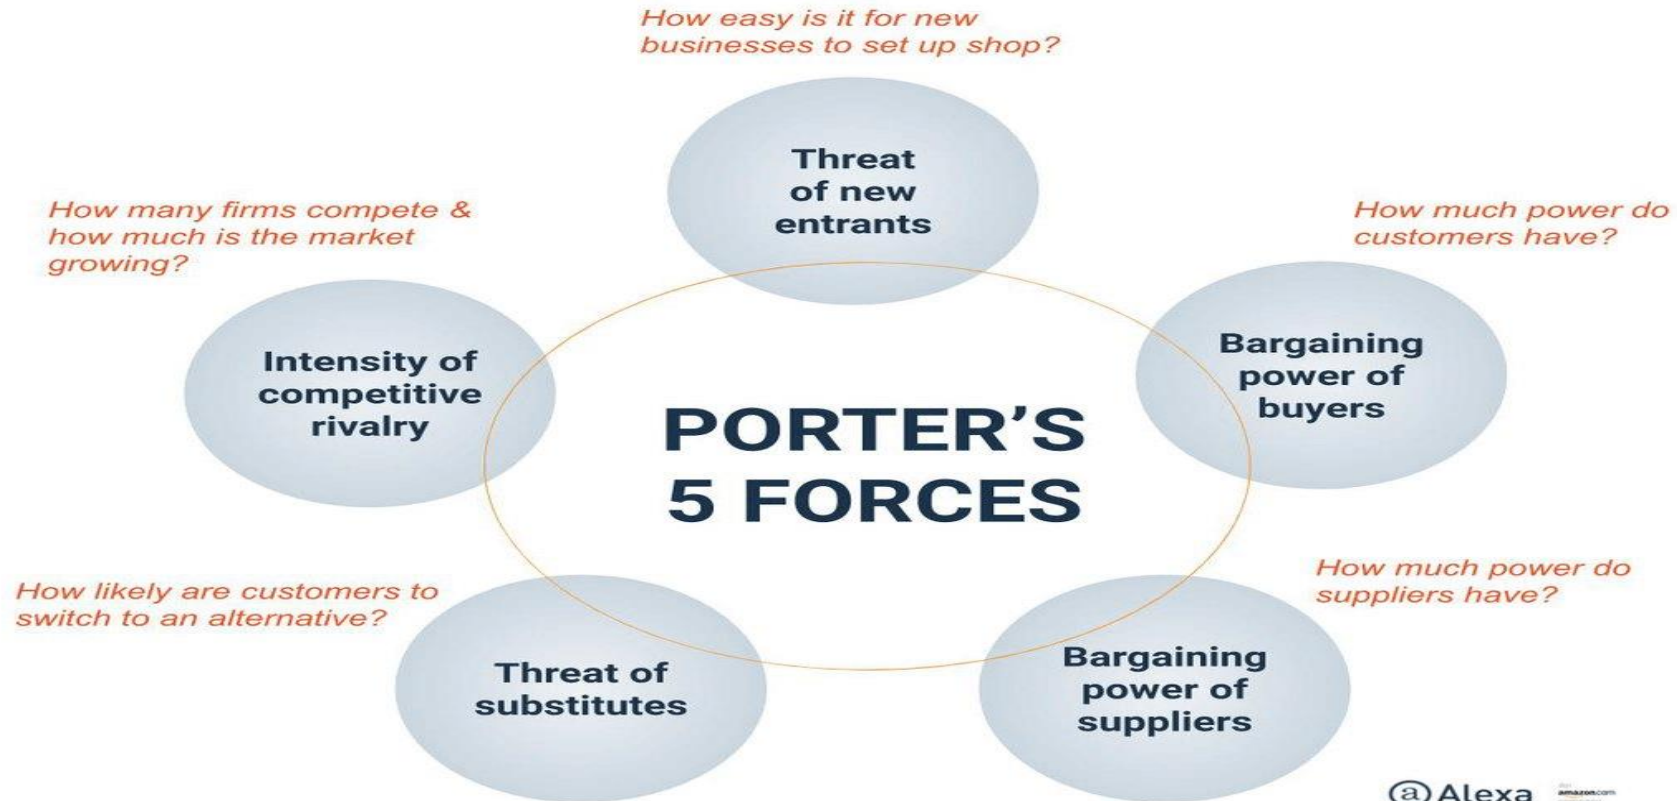 How easy is it for new
businesses to set up shop?
Threat
of new
entrants
How many firms compete &
how much is the market
growing?
How much power do
customers have?
Intensity of
competitive
rivalry
Bargaining
power of
buyers
PORTER’S
5 FORCES
How likely are customers to
switch to an alternative?
How much power do
suppliers have?
Threat of
substitutes
Bargaining
power of
suppliers
Alexa
amazon.com